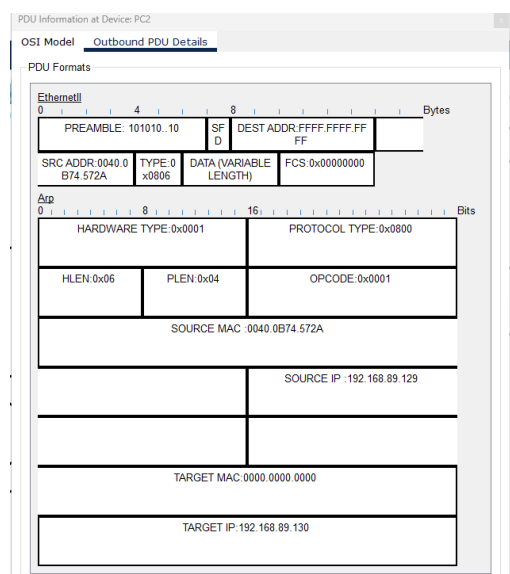 PDU Information at Device: PC2
x
OSI Model Outbound PDU Details
PDU Formats
EthernetII
0 4 8 Bytes
PREAMBLE: 101010..10
SF
D
DEST ADDR:FFFF.FFFF.FF
FF
SRC ADDR:0040.0
B74.572A
TYPE:0
x0806
DATA (VARIABLE
LENGTH)
FCS:0x00000000
Arp
0 8 16 Bits
HARDWARE TYPE:0x0001 PROTOCOL TYPE:0x0800
HLEN:0x06 PLEN:0x04 OPCODE:0x0001
SOURCE MAC :0040.0B74.572A
SOURCE IP :192.168.89.129
TARGET MAC:0000.0000.0000
TARGET IP:192.168.89.130